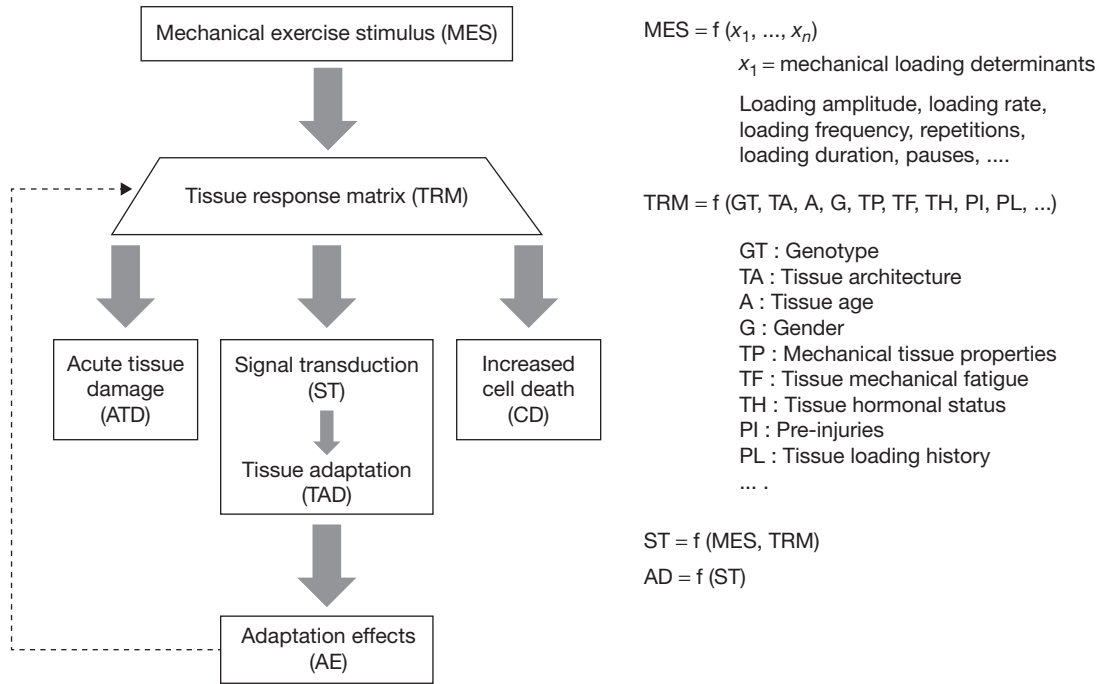 Mechanical exercise stimulus (MES)
Tissue response matrix (TRM)
Acute tissue
damage
(ATD)
Signal transduction
(ST)
Tissue adaptation
(TAD)
Increased
cell death
(CD)
Adaptation effects
(AE)
MES = f (x1, ..., xn)
x1 = mechanical loading determinants
Loading amplitude, loading rate,
loading frequency, repetitions,
loading duration, pauses, ....
TRM = f (GT, TA, A, G, TP, TF, TH, PI, PL, ...)
GT : Genotype
TA : Tissue architecture
A : Tissue age
G : Gender
TP : Mechanical tissue properties
TF : Tissue mechanical fatigue
TH : Tissue hormonal status
PI : Pre-injuries
PL : Tissue loading history
... .
ST = f (MES, TRM)
AD = f (ST)